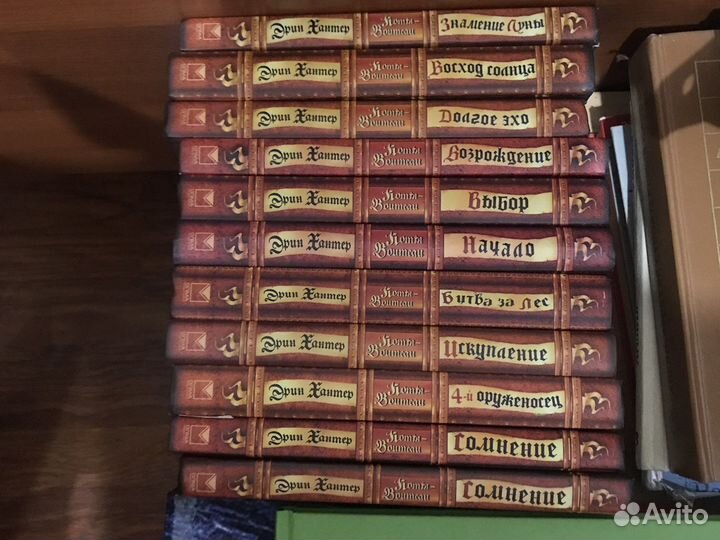 Эрин Хантер Коты-Воители Знамение Луны
Эрин Хантер Коты-Воители Восход солнца
Эрин Хантер Коты-Воители Долгое эхо
Эрин Хантер Коты-Воители Возрождение
Эрин Хантер Коты-Воители Выбор
Эрин Хантер Коты-Воители Начало
Эрин Хантер Коты-Воители Битва за лес
Эрин Хантер Коты-Воители Искупление
Эрин Хантер Коты-Воители 4-й оруженосец
Эрин Хантер Коты-Воители Сомнение
Эрин Хантер Коты-Воители Сомнение
Avito